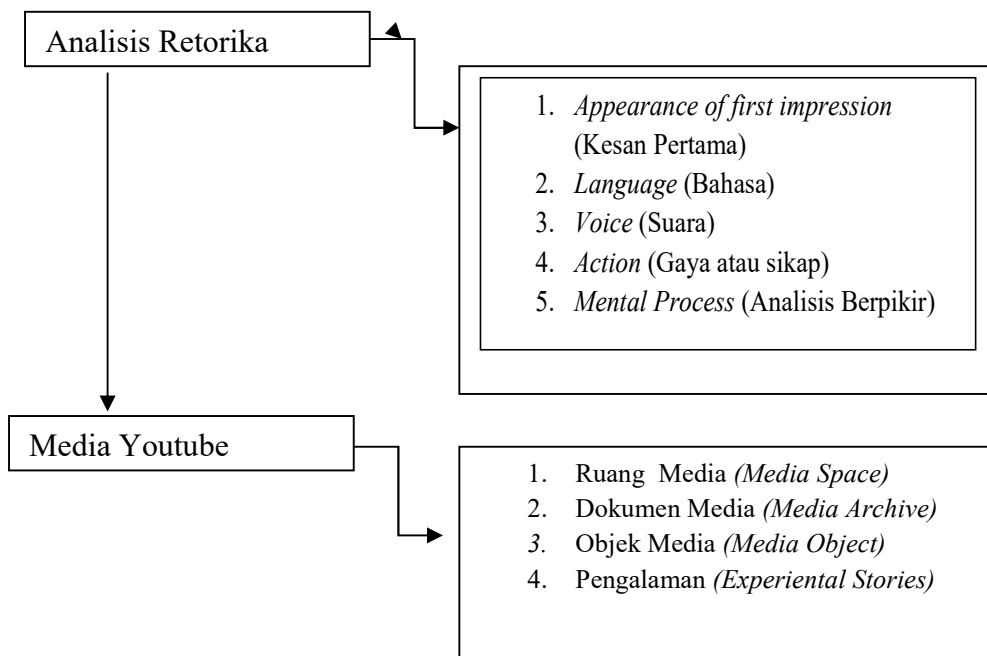 Analisis Retorika
1. Appearance of first impression
(Kesan Pertama)
2. Language (Bahasa)
3. Voice (Suara)
4. Action (Gaya atau sikap)
5. Mental Process (Analisis Berpikir)
Media Youtube
1. Ruang Media (Media Space)
2. Dokumen Media (Media Archive)
3. Objek Media (Media Object)
4. Pengalaman (Experiental Stories)